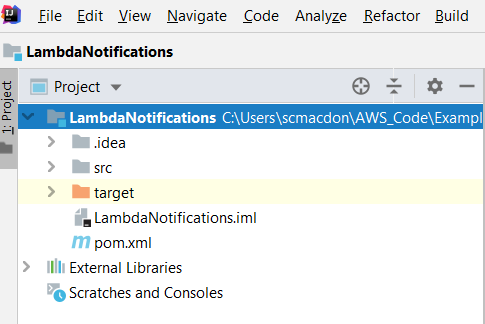 File Edit View Navigate Code Analyze Refactor Build
LambdaNotifications
Project
1: Project
LambdaNotifications C:\Users\scmacdon\AWS_Code\Exampl
.idea
src
target
LambdaNotifications.iml
pom.xml
External Libraries
Scratches and Consoles